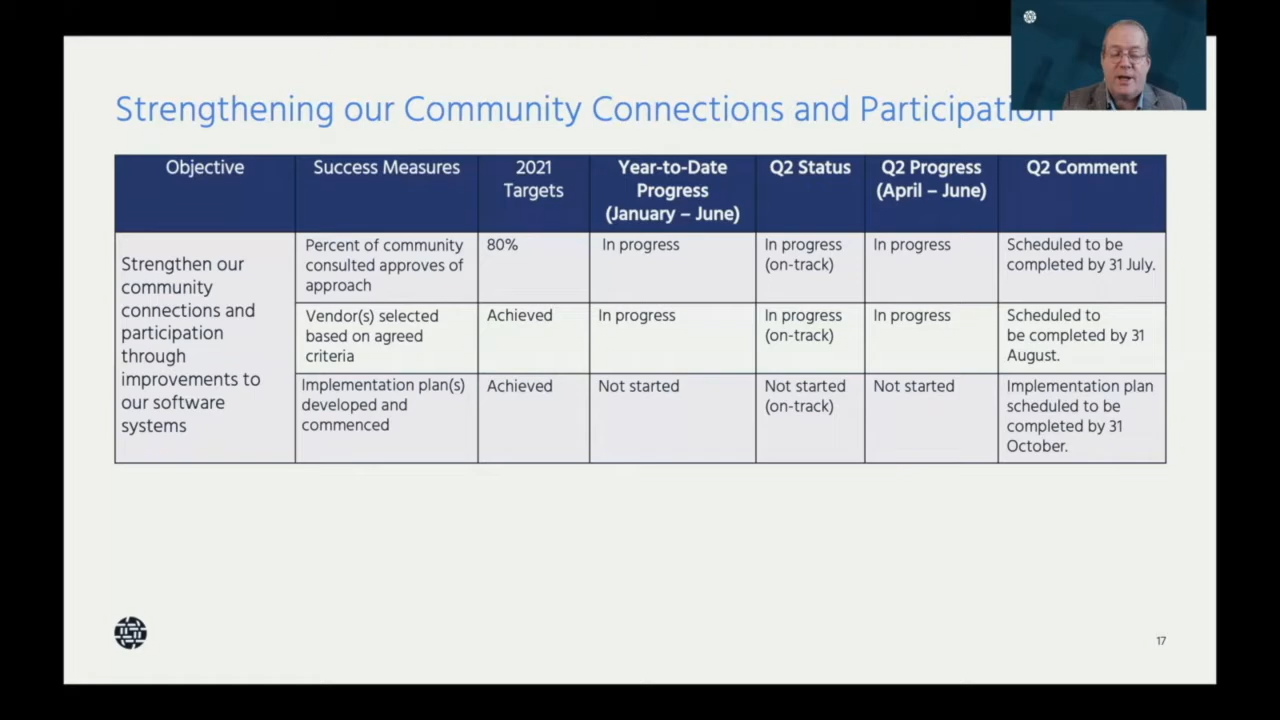 Strengthening our Community Connections and Participation
Objective
Success Measures
2021
Targets
Year-to-Date
Progress
(January – June)
Q2 Status
Q2 Progress
(April – June)
Q2 Comment
Strengthen our
community
connections and
participation
through
improvements to
our software
systems
Percent of community
consulted approves of
approach
80%
In progress
In progress
(on-track)
In progress
Scheduled to be
completed by 31 July.
Vendor(s) selected
based on agreed
criteria
Achieved
In progress
In progress
(on-track)
In progress
Scheduled to
be completed by 31
August.
Implementation plan(s)
developed and
commenced
Achieved
Not started
Not started
(on-track)
Not started
Implementation plan
scheduled to be
completed by 31
October.
17